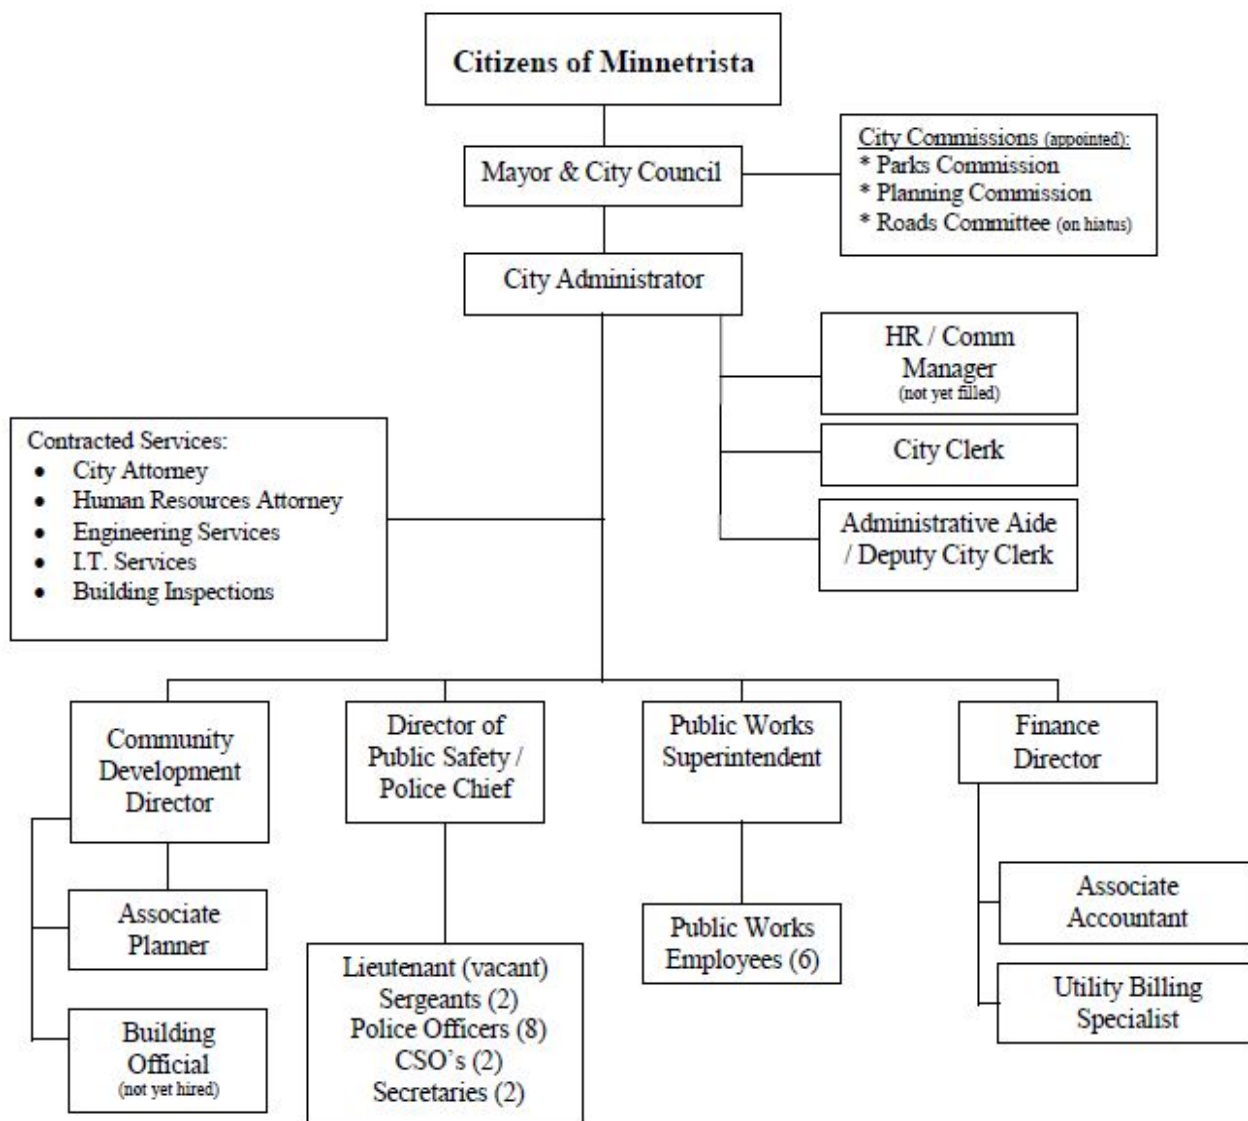 Citizens of Minnetrista
Mayor & City Council
City Commissions (appointed):
* Parks Commission
* Planning Commission
* Roads Committee (on hiatus)
City Administrator
HR / Comm
Manager
(not yet filled)
City Clerk
Administrative Aide
/ Deputy City Clerk
Contracted Services:
• City Attorney
• Human Resources Attorney
• Engineering Services
• I.T. Services
• Building Inspections
Community
Development
Director
Director of
Public Safety /
Police Chief
Public Works
Superintendent
Finance
Director
Associate
Planner
Building
Official
(not yet hired)
Lieutenant (vacant)
Sergeants (2)
Police Officers (8)
CSO's (2)
Secretaries (2)
Public Works
Employees (6)
Associate
Accountant
Utility Billing
Specialist